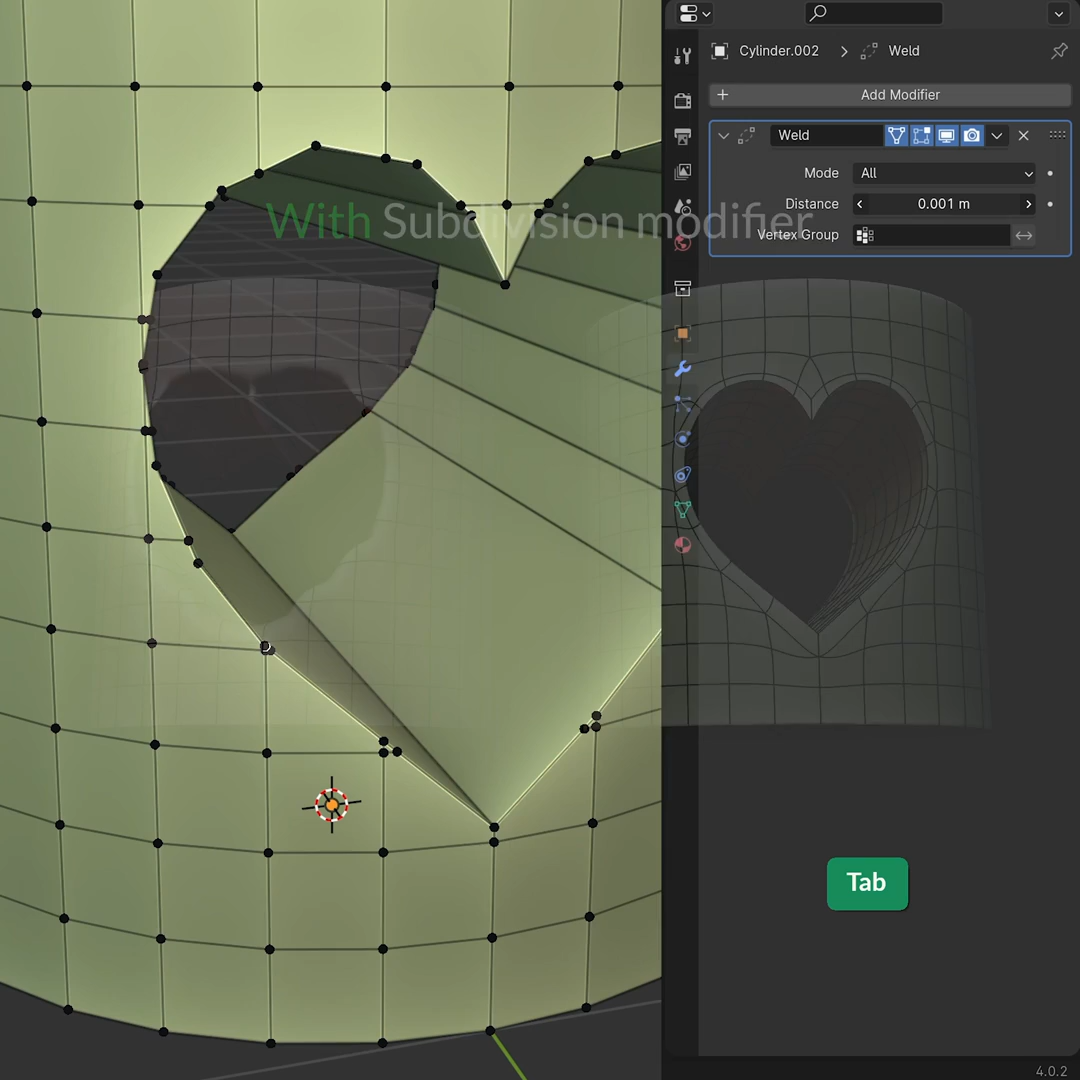 Cylinder.002 > Weld
+ Add Modifier
Weld
Mode All
Distance 0.001 m
With Subdivision modifier
Vertex Group
Tab
4.0.2